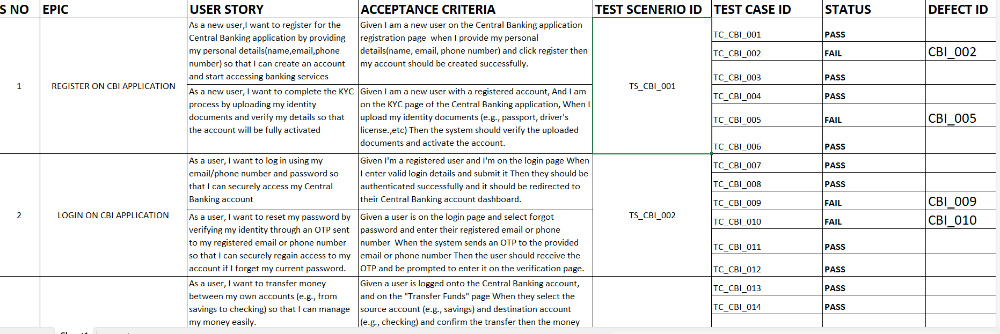 S NO EPIC USER STORY ACCEPTANCE CRITERIA TEST SCENERIO ID TEST CASE ID STATUS DEFECT ID
1
REGISTER ON CBI APPLICATION
As a new user,I want to register for the
Central Banking application by providing
my personal details(name,email,phone
number) so that I can create an account
and start accessing banking services
Given I am a new user on the Central Banking application
registration page  when I provide my personal
details(name, email, phone number) and click register then
my account should be created successfully.
As a new user, I want to complete the KYC
process by uploading my identity
documents and verify my details so that
the account will be fully activated
Given I am a new user with a registered account, And I am
on the KYC page of the Central Banking application, When I
upload my identity documents (e.g., passport, driver's
license.,etc) Then the system should verify the uploaded
documents and activate the account.
TS_CBI_001
TC_CBI_001 PASS
TC_CBI_002 FAIL CBI_002
TC_CBI_003 PASS
TC_CBI_004 PASS
TC_CBI_005 FAIL CBI_005
TC_CBI_006 PASS
2
LOGIN ON CBI APPLICATION
As a user, I want to log in using my
email/phone number and password so
that I can securely access my Central
Banking account
Given I'm a registered user and I'm on the login page When
I enter valid login details and submit it Then they should be
authenticated successfully and it should be redirected to
their Central Banking account dashboard.
As a user, I want to reset my password by
verifying my identity through an OTP sent
to my registered email or phone number
so that I can securely regain access to my
account if I forget my current password.
Given a user is on the login page and select forgot
password and enter their registered email or phone
number  When the system sends an OTP to the provided
email or phone number Then the user should receive the
OTP and be prompted to enter it on the verification page.
TS_CBI_002
TC_CBI_007 PASS
TC_CBI_008 PASS
TC_CBI_009 FAIL CBI_009
TC_CBI_010 FAIL CBI_010
TC_CBI_011 PASS
TC_CBI_012 PASS
As a user, I want to transfer money
between my own accounts (e.g., from
savings to checking) so that I can manage
my money easily.
Given a user is logged onto the Central Banking account,
and on the "Transfer Funds" page When they select the
source account (e.g., savings) and destination account
(e.g., checking) and confirm the transfer then the money
TC_CBI_013 PASS
TC_CBI_014 PASS